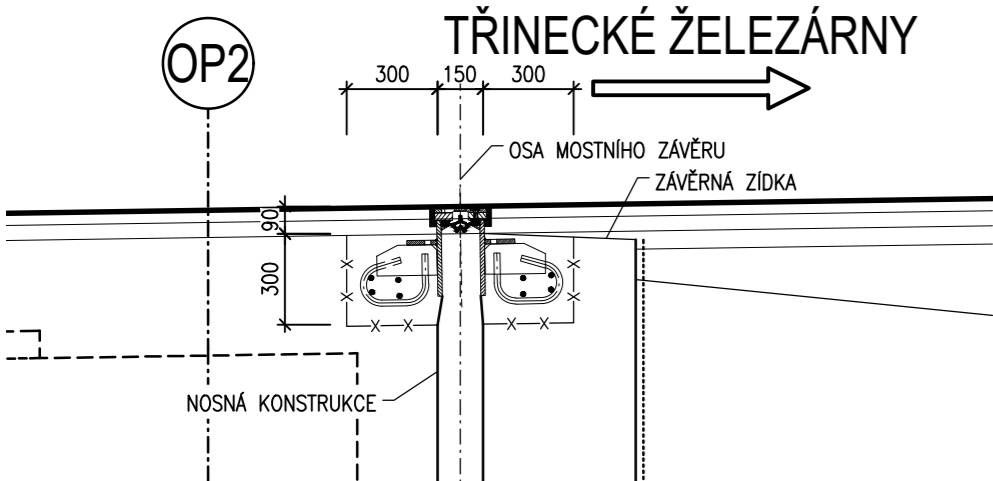 TŘINECKÉ ŽELEZÁRNY
OP2
300 150 300
OSA MOSTNÍHO ZÁVĚRU
ZÁVĚRNÁ ZÍDKA
90
300
NOSNÁ KONSTRUKCE